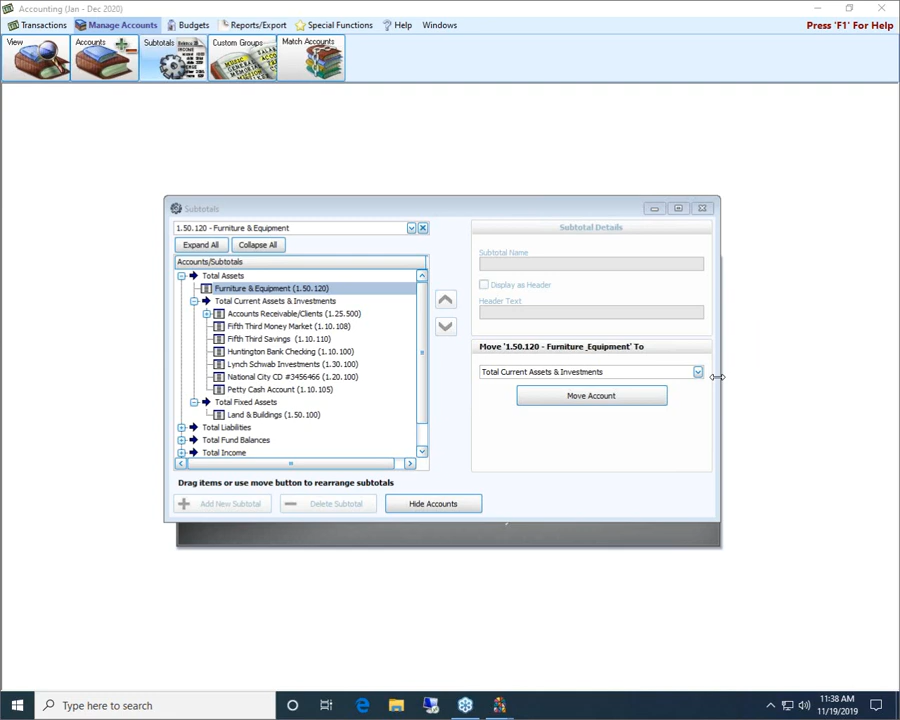 Accounting (Jan - Dec 2020)
Transactions Manage Accounts Budgets Reports/Export Special Functions Help Windows Press 'F1' For Help
View Accounts Subtotals Custom Groups Match Accounts
Subtotals
1.50.120 - Furniture & Equipment
Expand All Collapse All
Accounts/Subtotals
Total Assets
Furniture & Equipment (1.50.120)
Total Current Assets & Investments
Accounts Receivable/Clients (1.25.500)
Fifth Third Money Market (1.10.108)
Fifth Third Savings (1.10.110)
Huntington Bank Checking (1.10.100)
Lynch Schwab Investments (1.30.100)
National City CD #3456466 (1.20.100)
Petty Cash Account (1.10.105)
Total Fixed Assets
Land & Buildings (1.50.100)
Total Liabilities
Total Fund Balances
Total Income
Drag items or use move button to rearrange subtotals
Add New Subtotal Delete Subtotal Hide Accounts
Subtotal Details
Subtotal Name
Display as Header
Header Text
Move '1.50.120 - Furniture _Equipment' To
Total Current Assets & Investments
Move Account
Type here to search
11:38 AM
11/19/2019